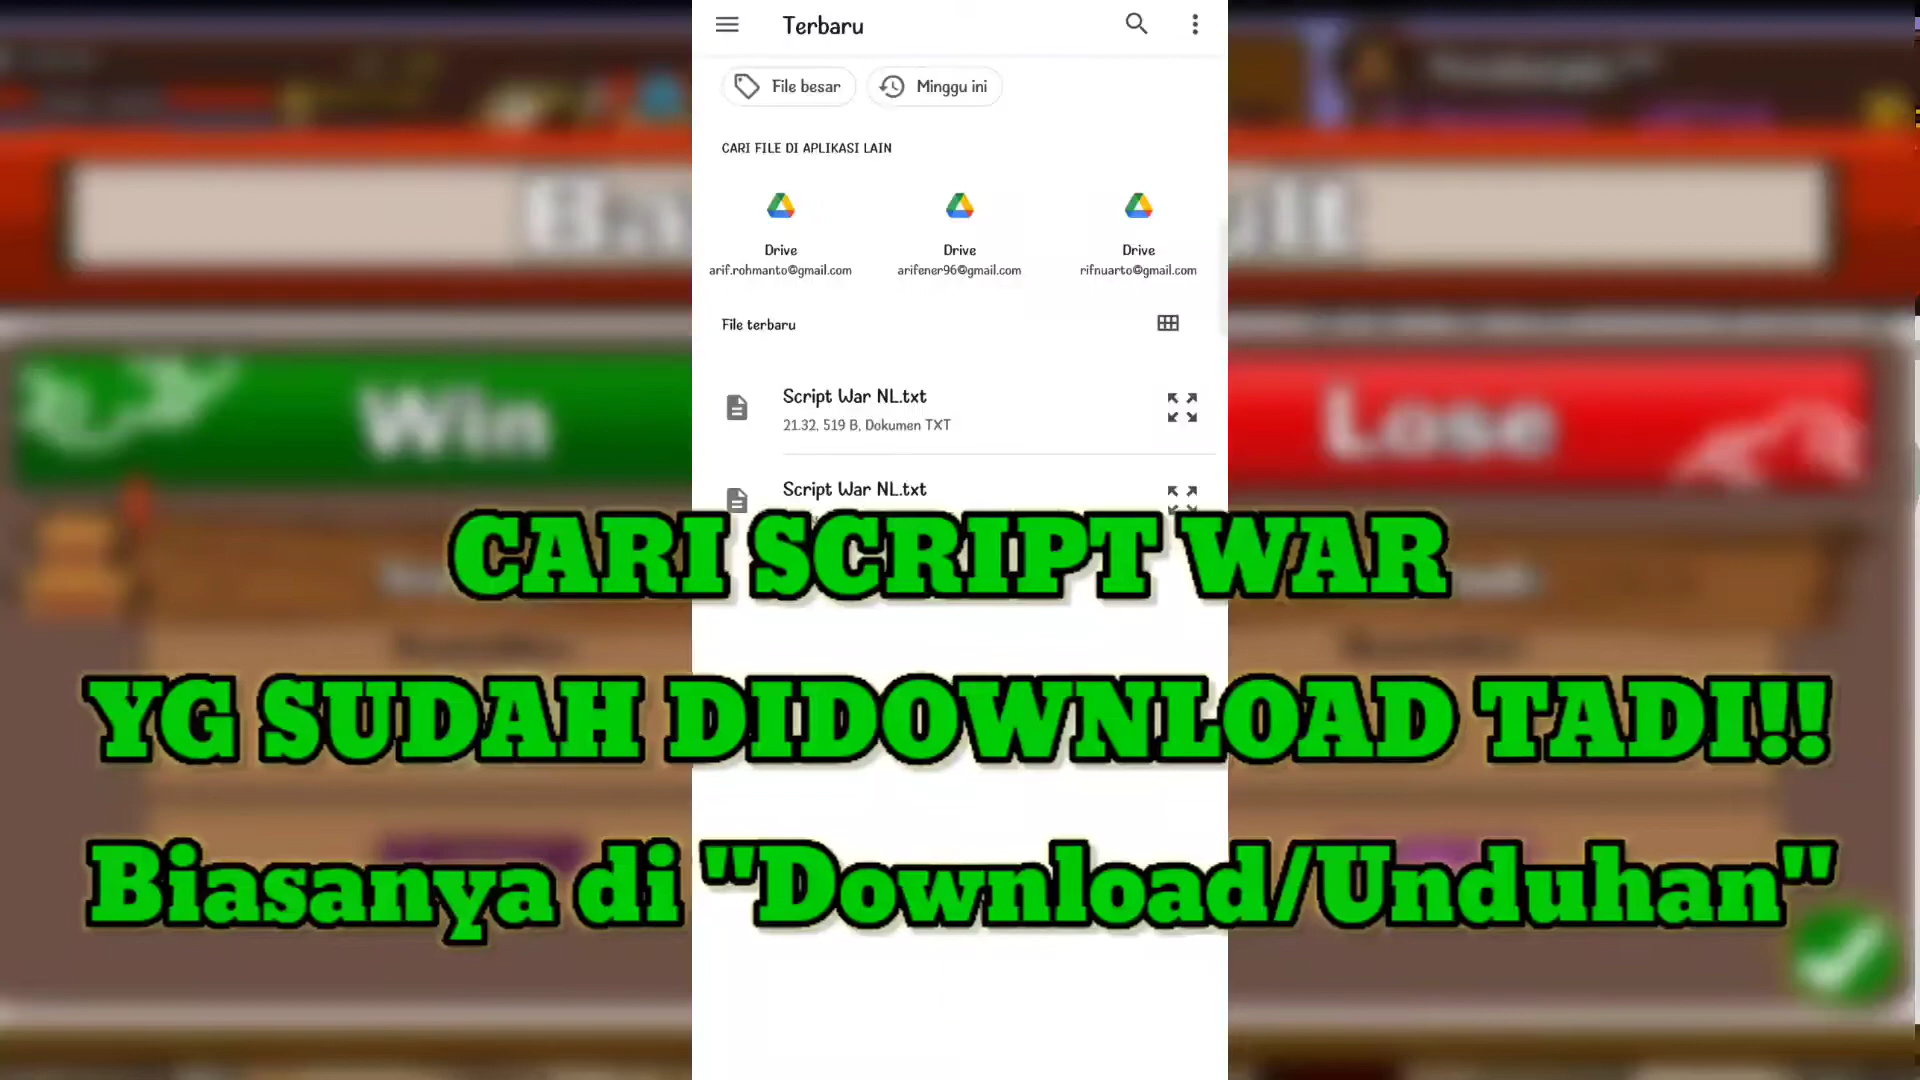 Terbaru
File besar
Minggu ini
CARI FILE DI APLIKASI LAIN
Drive
arif.rohmanto@gmail.com
Drive
arifener96@gmail.com
Drive
rifnuarto@gmail.com
File terbaru
Script War NL.txt
21.32, 519 B, Dokumen TXT
Script War NL.txt
Win
Lose
CARI SCRIPT WAR
YG SUDAH DIDOWNLOAD TADI!!
Biasanya di "Download/Unduhan"